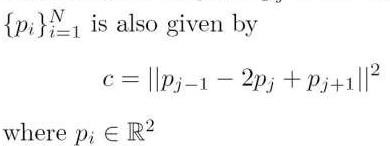 {p_i}_{i=1}^N is also given by
c = ||p_{j−1} − 2p_j + p_{j+1}||^2
where p_i ∈ ℝ^2